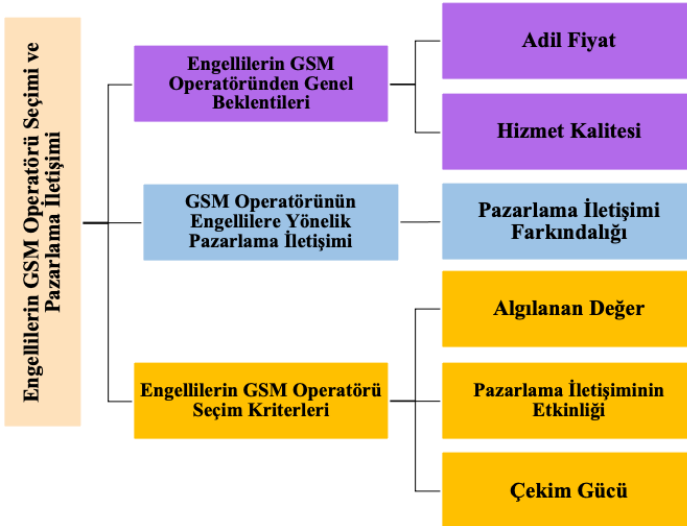 Engellilerin GSM Operatörü Seçimi ve
Pazarlama İletişimi
Engellilerin GSM
Operatöründen Genel
Beklentileri
Adil Fiyat
Hizmet Kalitesi
GSM Operatörünün
Engellilere Yönelik
Pazarlama İletişimi
Pazarlama İletişimi
Farkındalığı
Engellilerin GSM Operatörü
Seçim Kriterleri
Algılanan Değer
Pazarlama İletişiminin
Etkinliği
Çekim Gücü